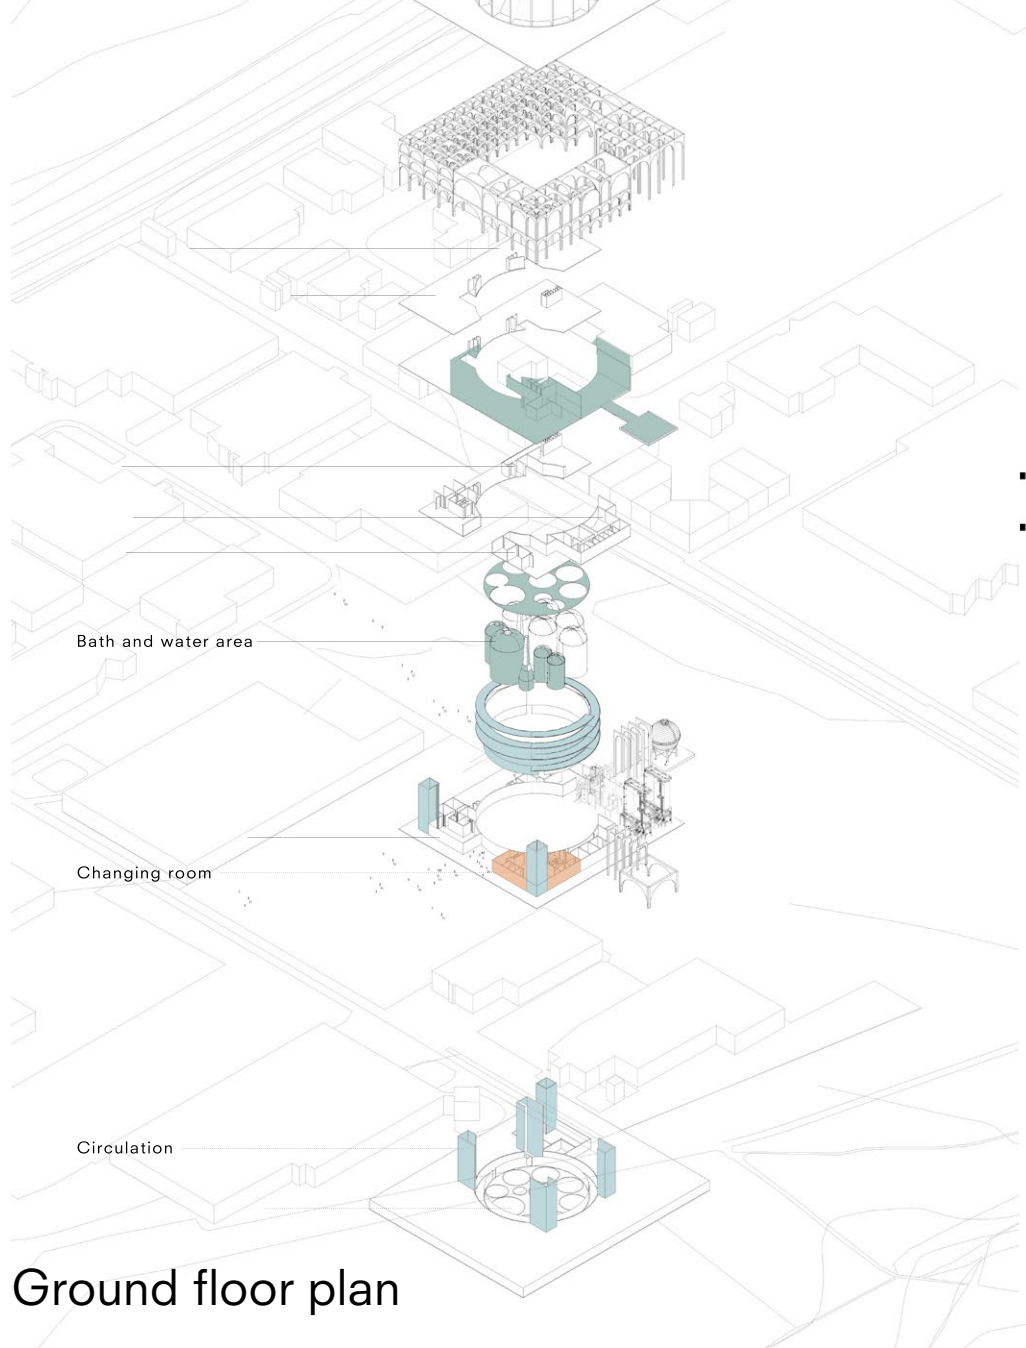 Bath and water area
Changing room
Circulation
Ground floor plan